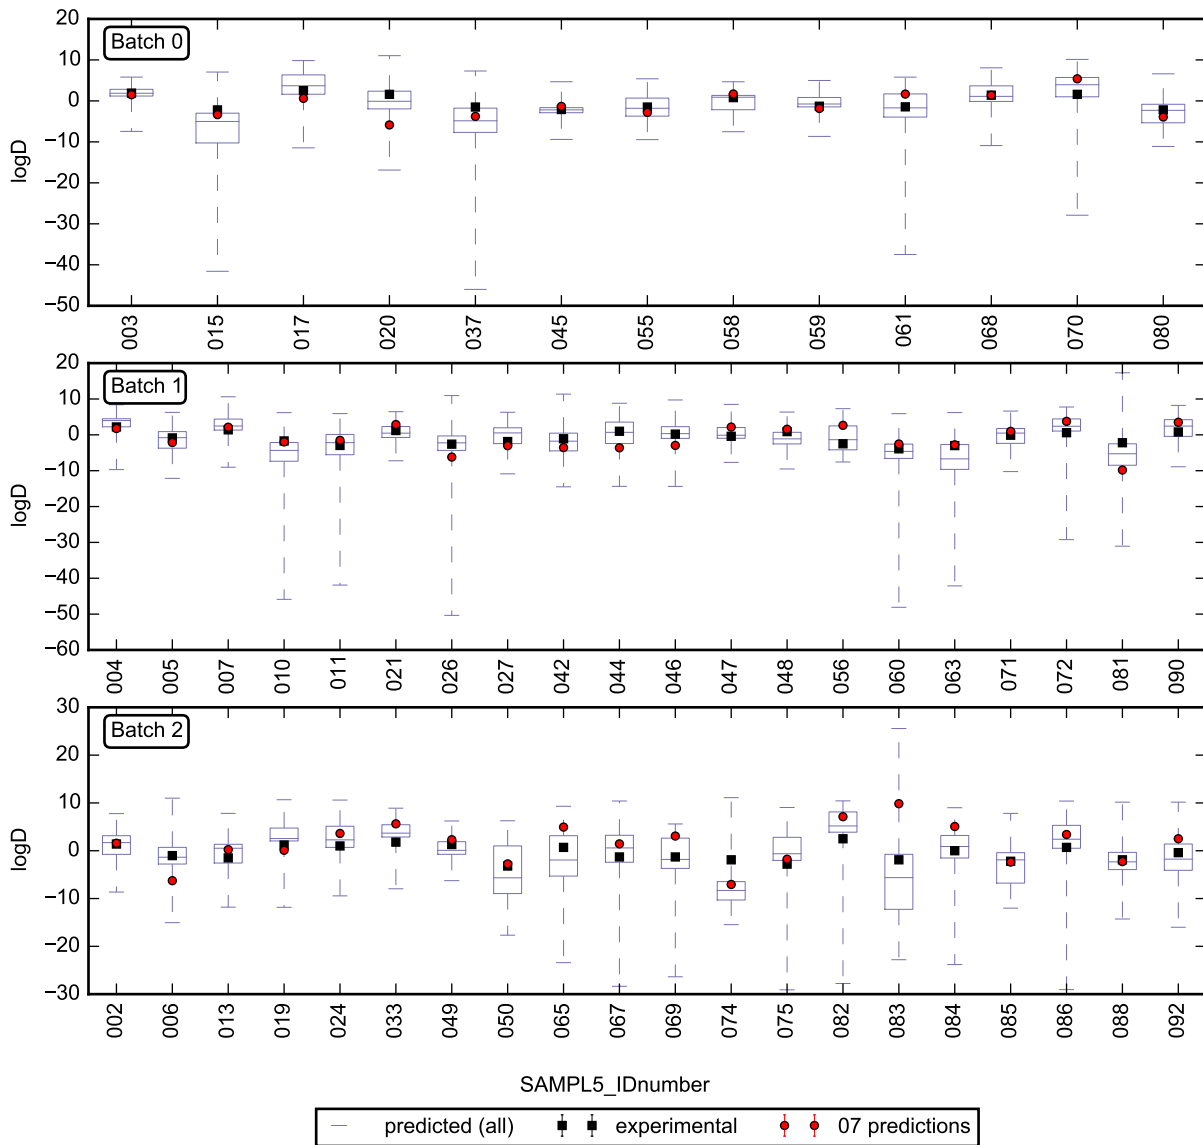 Batch 0
20
10
0
−10
−20
−30
−40
−50
logD
003 015 017 020 037 045 055 058 059 061 068 070 080
Batch 1
20
10
0
−10
−20
−30
−40
−50
−60
logD
004 005 007 010 011 021 026 027 042 044 046 047 048 056 060 063 071 072 081 090
Batch 2
30
20
10
0
−10
−20
−30
logD
002 006 013 019 024 033 049 050 065 067 069 074 075 082 083 084 085 086 088 092
SAMPL5_IDnumber
predicted (all) experimental 07 predictions